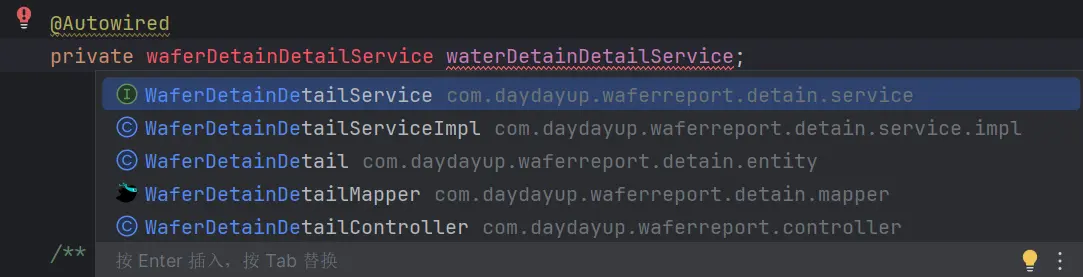 @Autowired
private waferDetainDetailService waterDetainDetailService;
WaferDetainDetailService com.daydayup.waferreport.detain.service
WaferDetainDetailServiceImpl com.daydayup.waferreport.detain.service.impl
WaferDetainDetail com.daydayup.waferreport.detain.entity
WaferDetainDetailMapper com.daydayup.waferreport.detain.mapper
WaferDetainDetailController com.daydayup.waferreport.controller
/**
按 Enter 插入，按 Tab 替换